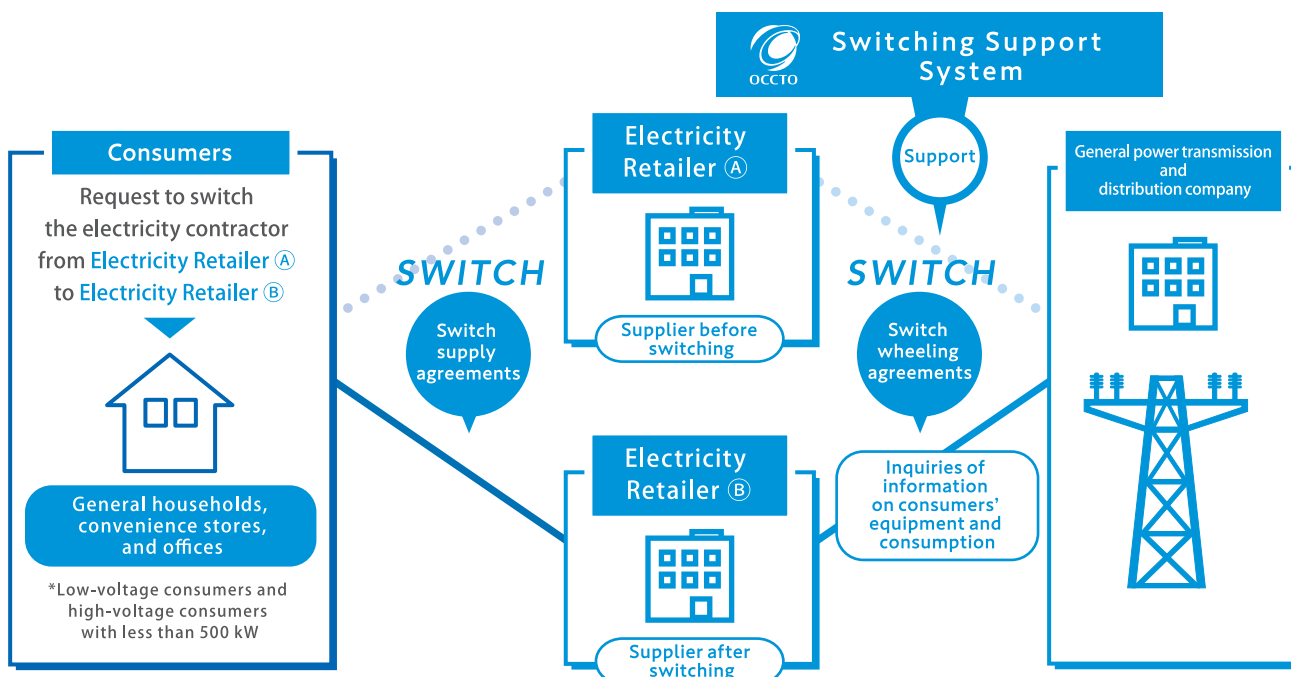 OCCTO
Switching Support
System
Support
Consumers
Request to switch
the electricity contractor
from Electricity Retailer Ⓐ
to Electricity Retailer Ⓑ
General households,
convenience stores,
and offices
*Low-voltage consumers and
high-voltage consumers
with less than 500 kW
SWITCH
Switch
supply
agreements
Electricity
Retailer Ⓐ
Supplier before
switching
Electricity
Retailer Ⓑ
Supplier after
switching
SWITCH
Switch
wheeling
agreements
Inquiries of
information
on consumers’
equipment and
consumption
General power transmission
and
distribution company